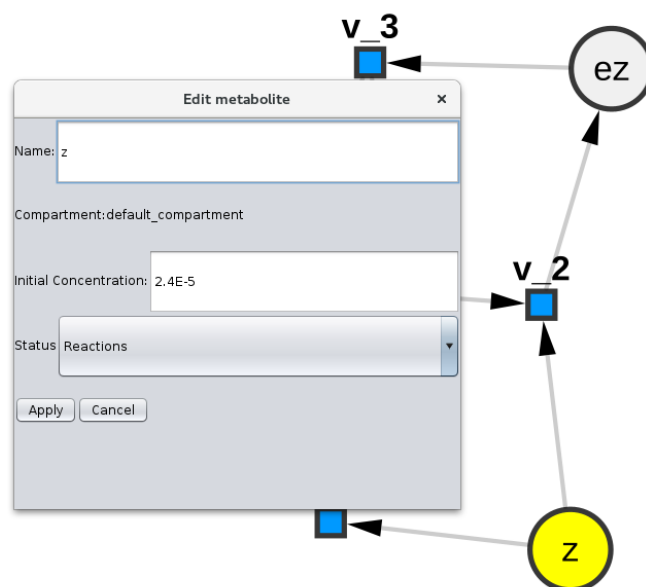 v_3
ez
Edit metabolite ×
Name: z
Compartment:default_compartment
Initial Concentration: 2.4E-5
v_2
Status Reactions
Apply Cancel
z